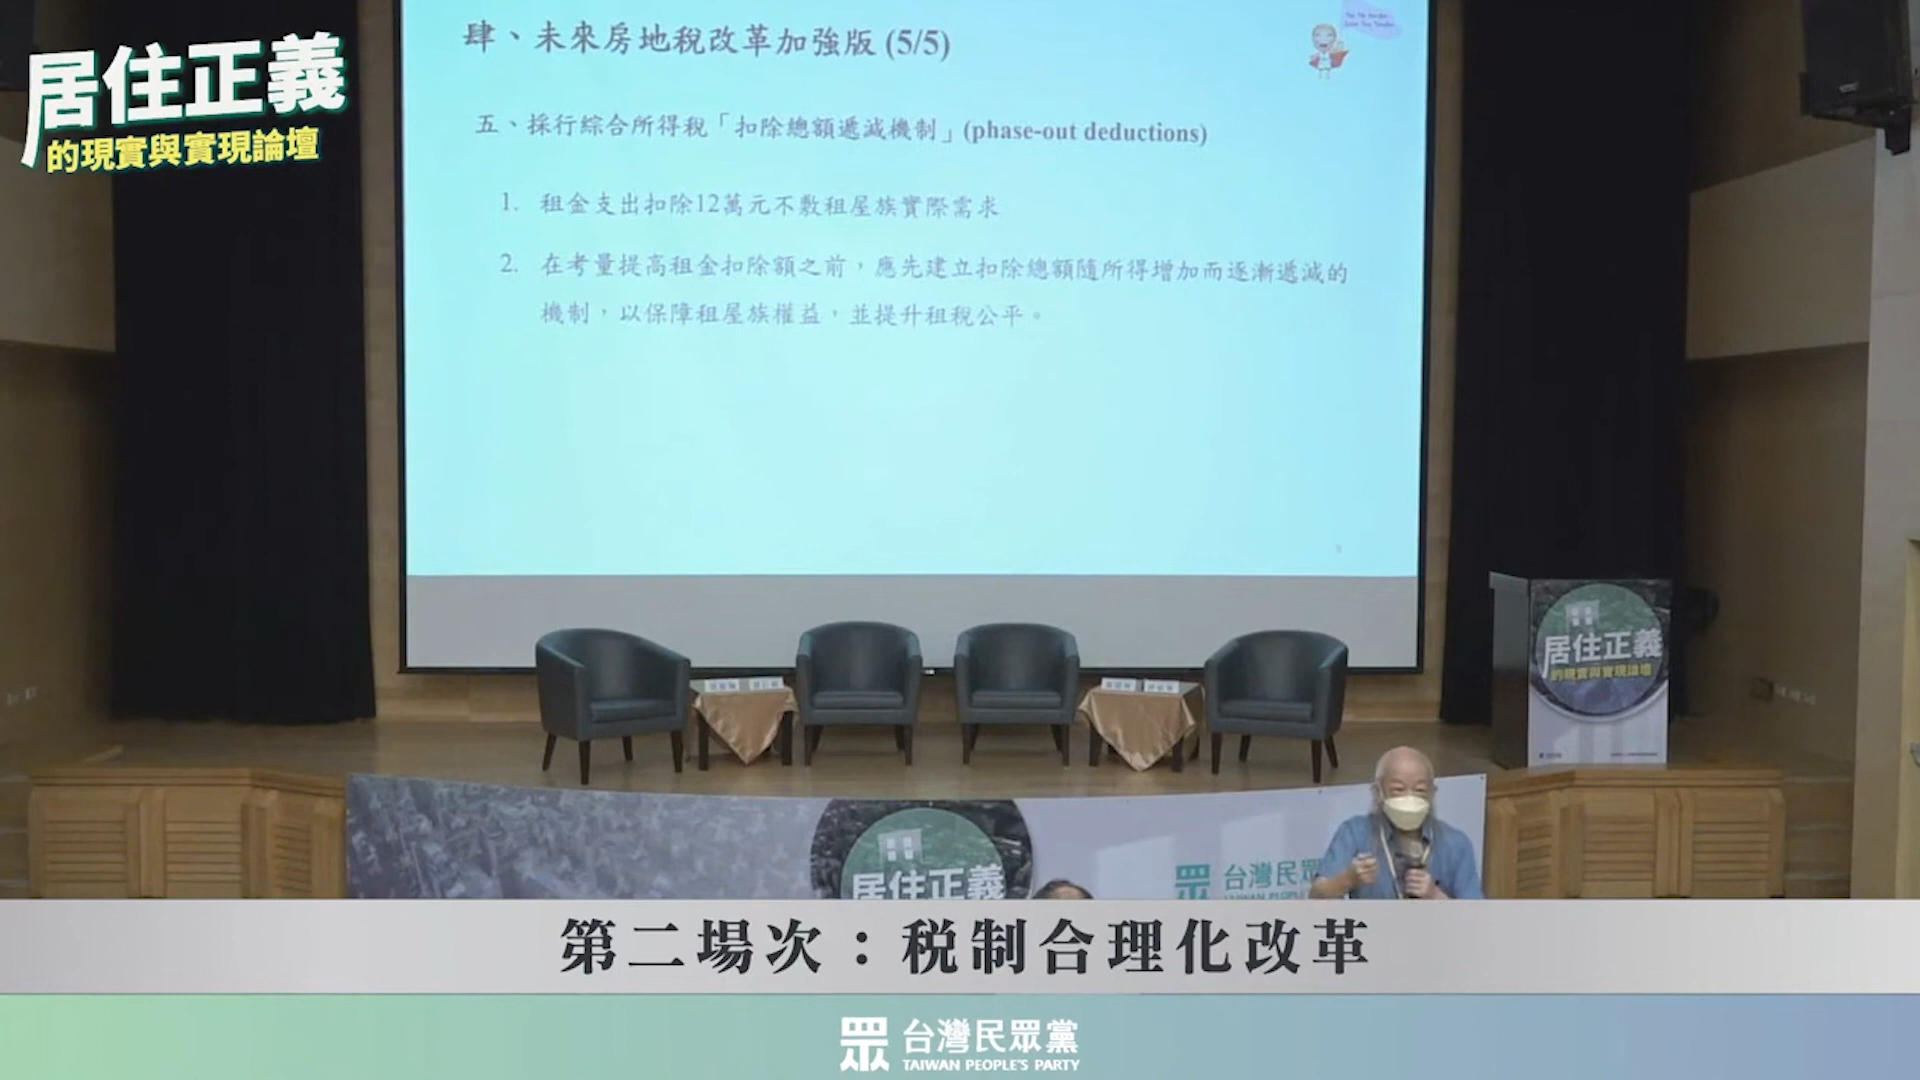 居住正義
的現實與實現論壇
肆、未來房地稅改革加強版 (5/5)
五、採行綜合所得稅「扣除總額遞減機制」(phase-out deductions)
1. 租金支出扣除12萬元不敷租屋族實際需求
2. 在考量提高租金扣除額之前，應先建立扣除總額隨所得增加而逐漸遞減的
機制，以保障租屋族權益，並提升租稅公平。
居住正義
的現實與實現論壇
居住正義
眾 台灣民眾
TAIWAN PEOPLE'S
第二場次：稅制合理化改革
眾 台灣民眾黨
TAIWAN PEOPLE'S PARTY